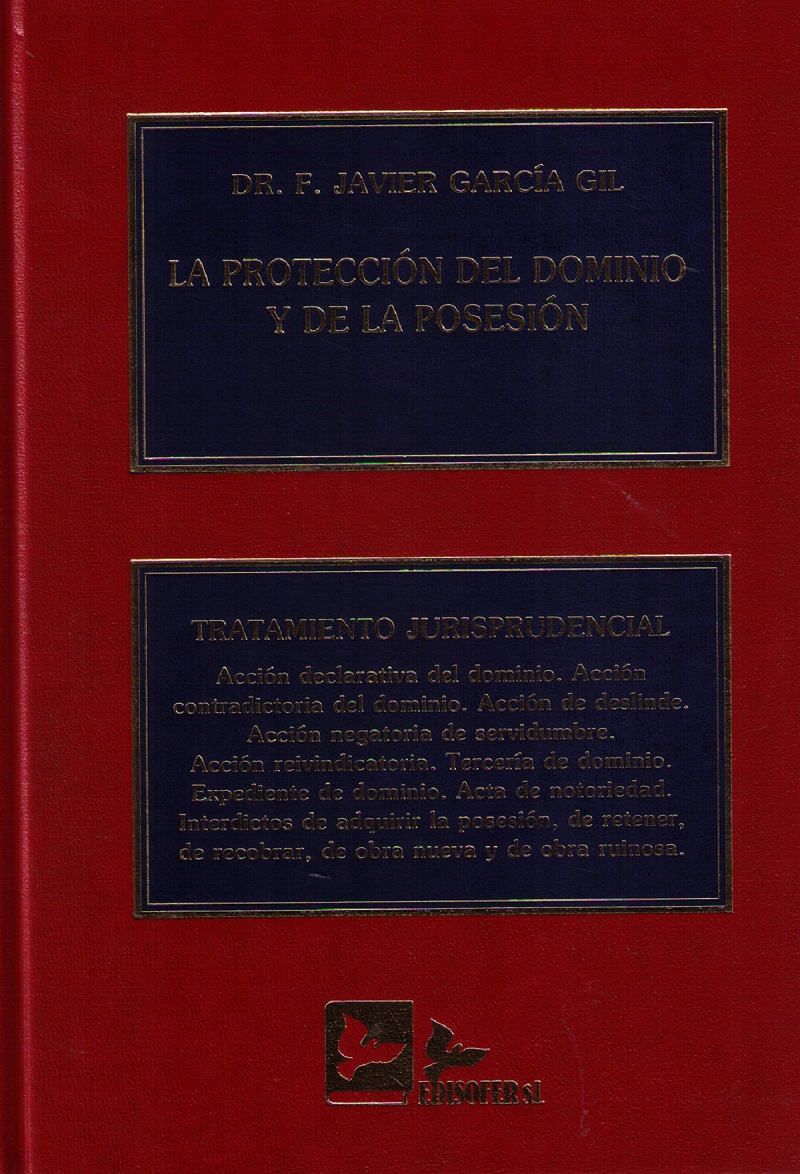 DR. F. JAVIER GARCÍA GIL
LA PROTECCIÓN DEL DOMINIO
Y DE LA POSESIÓN
TRATAMIENTO JURISPRUDENCIAL
Acción declarativa del dominio. Acción
contradictoria del dominio. Acción de deslinde.
Acción negatoria de servidumbre.
Acción reivindicatoria. Tercería de dominio.
Expediente de dominio. Acta de notoriedad.
Interdictos de adquirir la posesión, de retener,
de recobrar, de obra nueva y de obra ruinosa.
EDISOFER s.l.